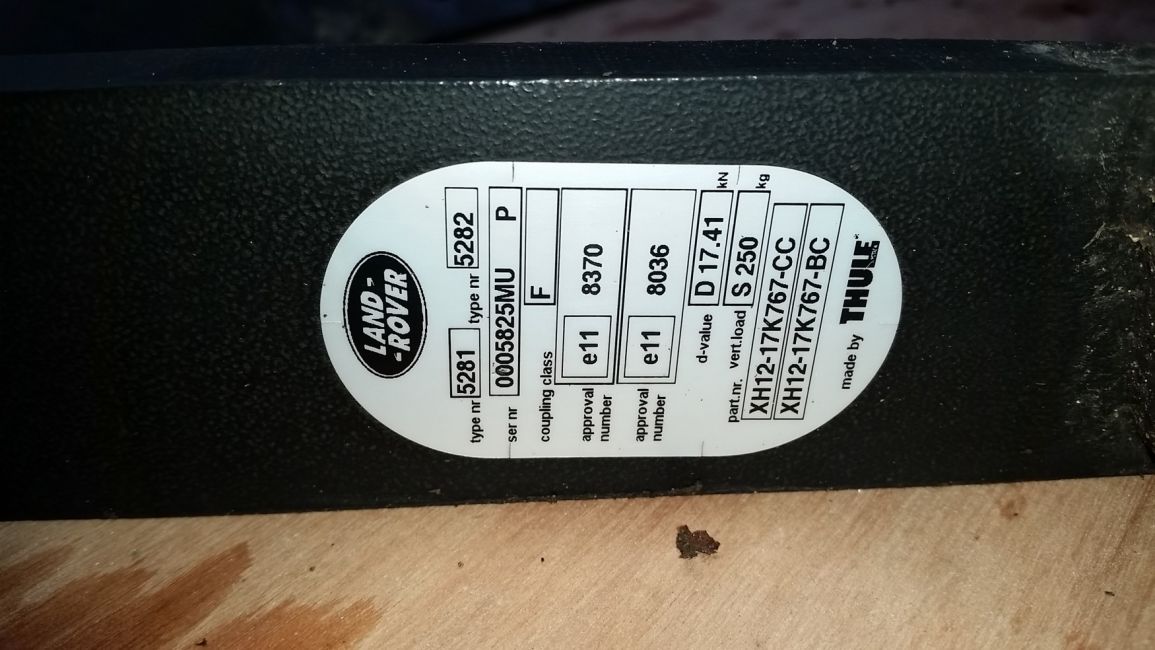 LAND-
-ROVER
type nr 5281 type nr 5282
ser nr 0005825MU P
coupling class F
approval number e11 8370
approval number e11 8036
d-value D 17.41 kN
vert.load S 250 kg
part.nr. XH12-17K767-CC
XH12-17K767-BC
made by THULE